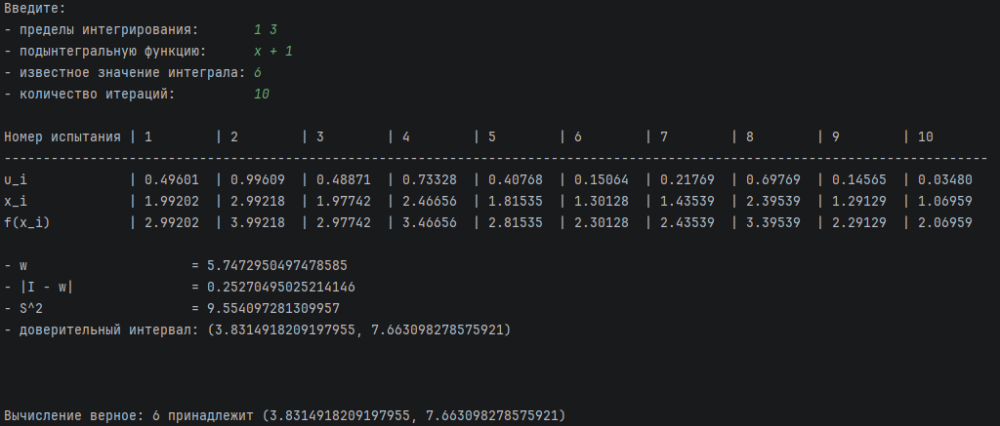 Введите:
- пределы интегрирования: 1 3
- подынтегральную функцию: x + 1
- известное значение интеграла: 6
- количество итераций: 10
Номер испытания | 1 | 2 | 3 | 4 | 5 | 6 | 7 | 8 | 9 | 10
------------------------------------------------------------------------------------------------------------------------------
u_i | 0.49601 | 0.99609 | 0.48871 | 0.73328 | 0.40768 | 0.15064 | 0.21769 | 0.69769 | 0.14565 | 0.03480
x_i | 1.99202 | 2.99218 | 1.97742 | 2.46656 | 1.81535 | 1.30128 | 1.43539 | 2.39539 | 1.29129 | 1.06959
f(x_i) | 2.99202 | 3.99218 | 2.97742 | 3.46656 | 2.81535 | 2.30128 | 2.43539 | 3.39539 | 2.29129 | 2.06959
- w = 5.7472950497478585
- |I - w| = 0.25270495025214146
- S^2 = 9.554097281309957
- доверительный интервал: (3.8314918209197955, 7.663098278575921)
Вычисление верное: 6 принадлежит (3.8314918209197955, 7.663098278575921)